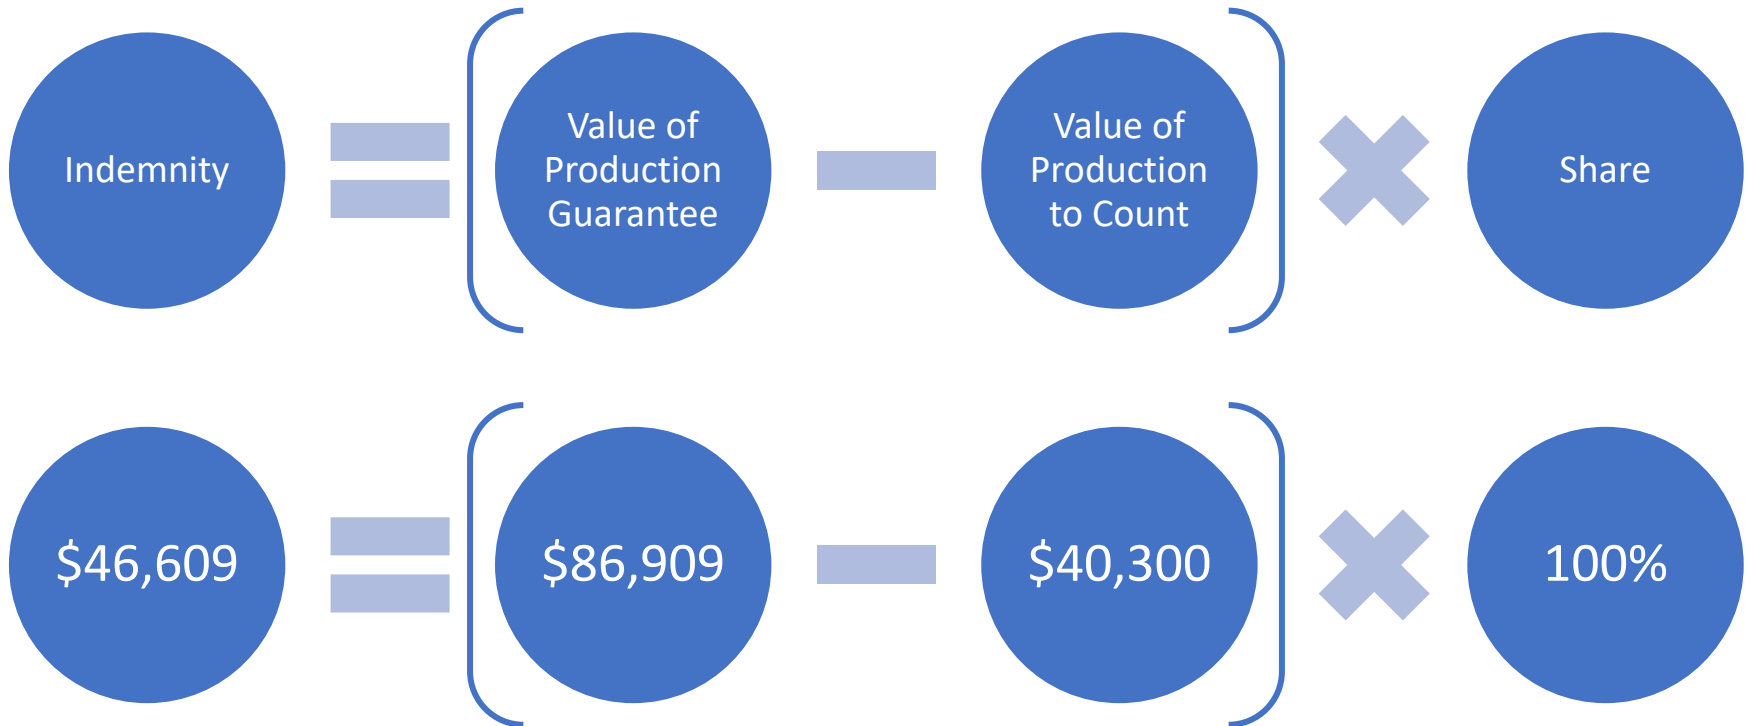 Indemnity
Value of
Production
Guarantee
Value of
Production
to Count
Share
$46,609
$86,909
$40,300
100%